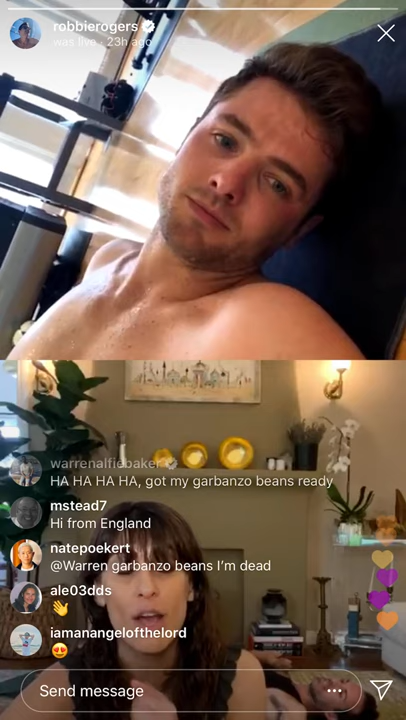 robbierogers
was live · 23h ago
warrenalfiebaker
HA HA HA HA, got my garbanzo beans ready
mstead7
Hi from England
natepoekert
@Warren garbanzo beans I’m dead
ale03dds
👋
iamanangelofthelord
😍
Send message